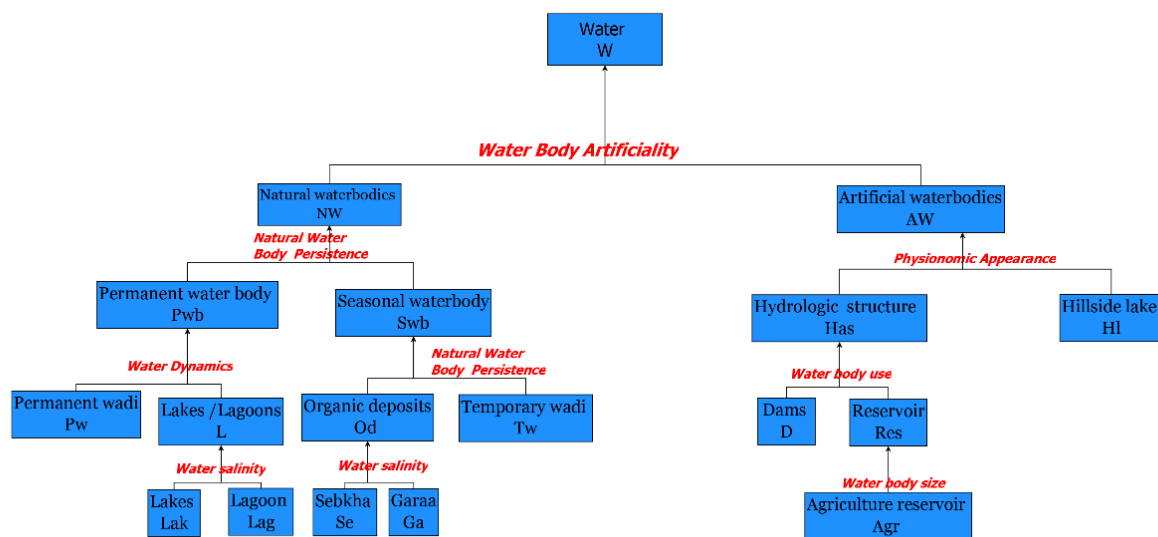 Water
W
Water Body Artificiality
Natural waterbodies
NW
Artificial waterbodies
AW
Natural Water
Body Persistence
Physionomic Appearance
Permanent water body
Pwb
Seasonal waterbody
Swb
Hydrologic structure
Has
Hillside lake
Hl
Water Dynamics
Natural Water
Body Persistence
Water body use
Permanent wadi
Pw
Lakes /Lagoons
L
Organic deposits
Od
Temporary wadi
Tw
Dams
D
Reservoir
Res
Water salinity
Water salinity
Water body size
Lakes
Lak
Lagoon
Lag
Sebkha
Se
Garaa
Ga
Agriculture reservoir
Agr